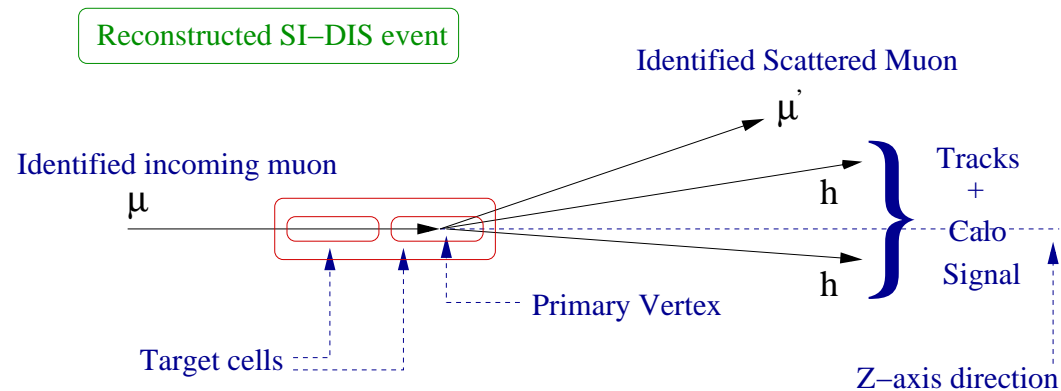 Reconstructed SI−DIS event
Identified Scattered Muon
μ’
Identified incoming muon
μ
Tracks
+
Calo
Signal
h
h
Primary Vertex
Target cells
Z−axis direction